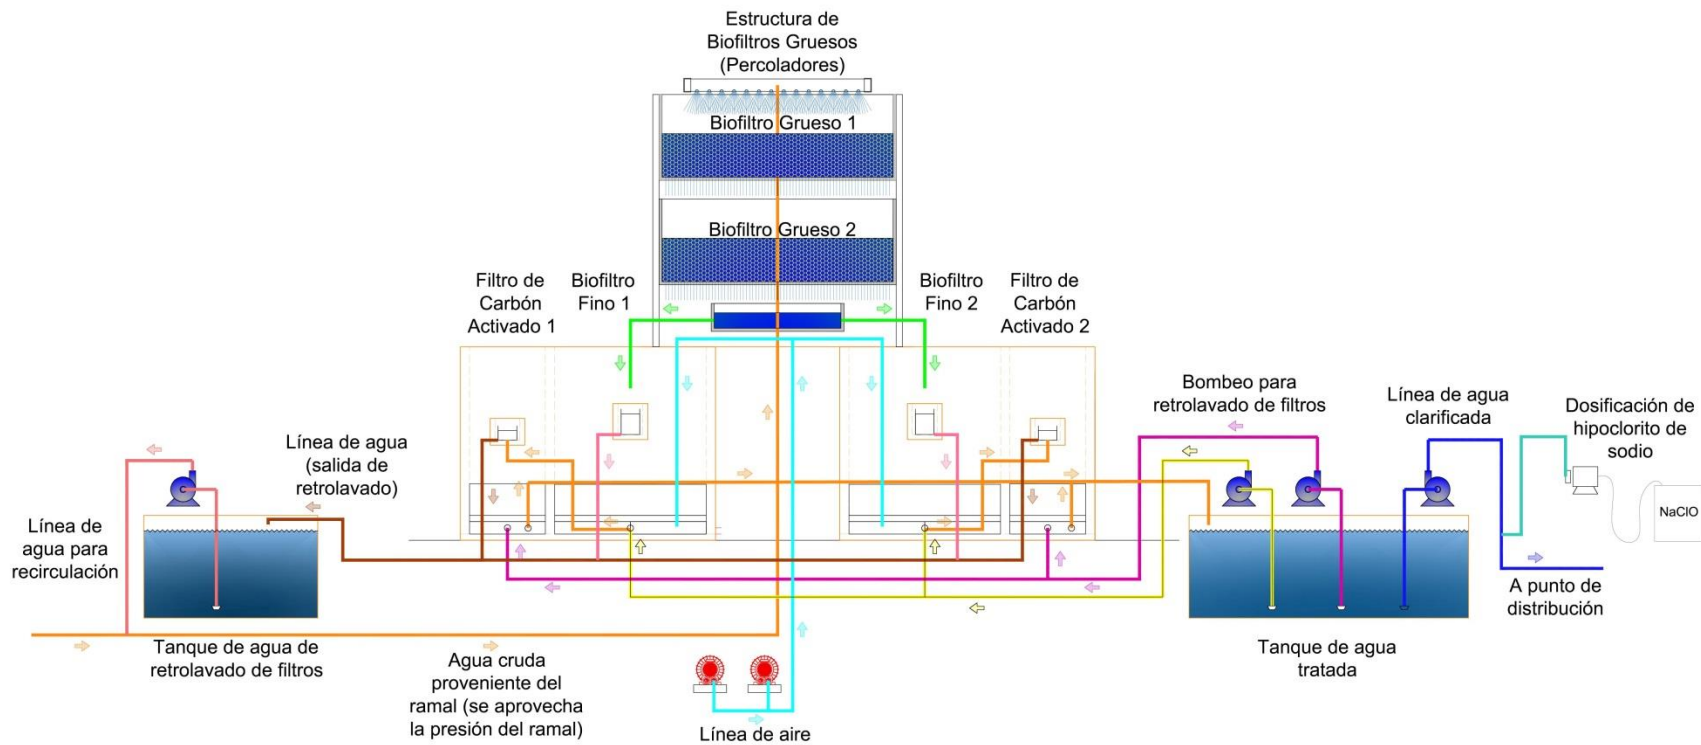 Estructura de
Biofiltros Gruesos
(Percoladores)
Biofiltro Grueso 1
Biofiltro Grueso 2
Filtro de
Carbón
Activado 1
Biofiltro
Fino 1
Biofiltro
Fino 2
Filtro de
Carbón
Activado 2
Bombeo para
retrolavado de filtros
Línea de agua
clarificada
Dosificación de
hipoclorito de
sodio
NaClO
Línea de agua
(salida de
retrolavado)
Línea de
agua para
recirculación
A punto de
distribución
Tanque de agua de
retrolavado de filtros
Agua cruda
proveniente del
ramal (se aprovecha
la presión del ramal)
Línea de aire
Tanque de agua
tratada